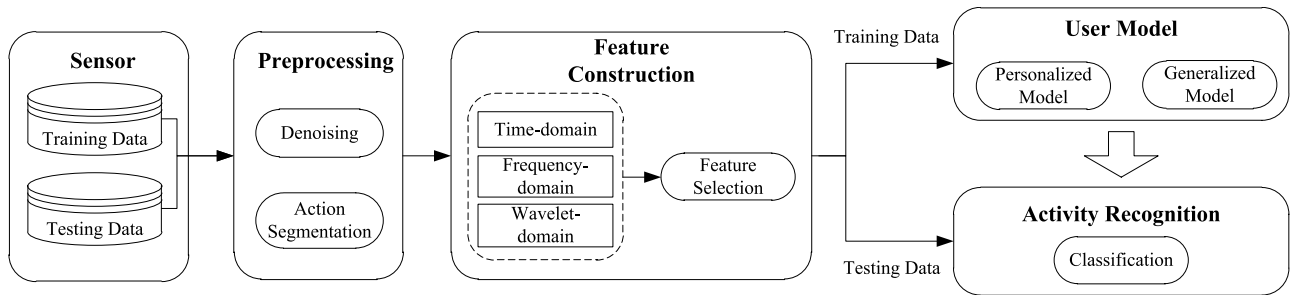 Sensor
Training Data
Testing Data
Preprocessing
Denoising
Action
Segmentation
Feature
Construction
Time-domain
Frequency-
domain
Wavelet-
domain
Feature
Selection
Training Data
Testing Data
User Model
Personalized
Model
Generalized
Model
Activity Recognition
Classification